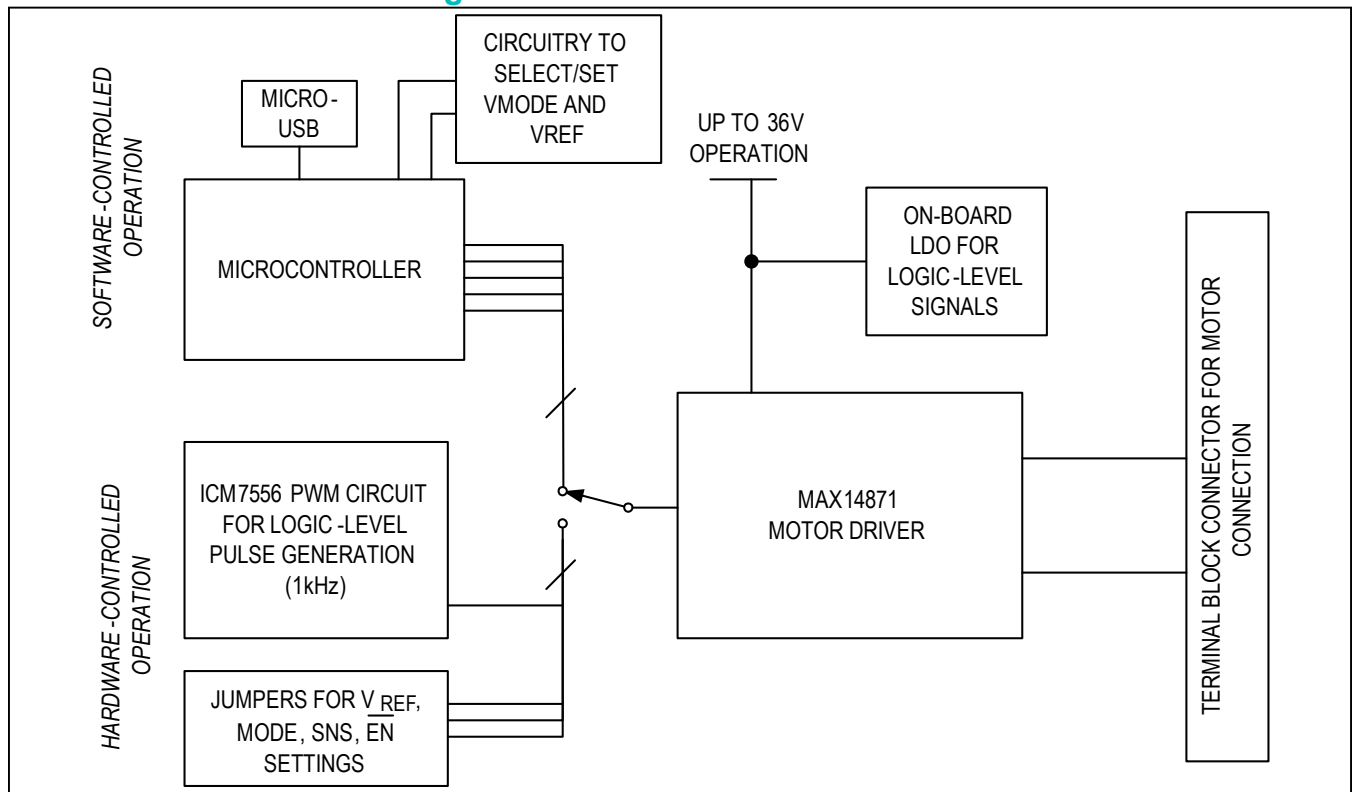 SOFTWARE-CONTROLLED
OPERATION
MICRO-
USB
CIRCUITRY TO
SELECT/SET
VMODE AND
VREF
MICROCONTROLLER
UP TO 36V
OPERATION
ON-BOARD
LDO FOR
LOGIC-LEVEL
SIGNALS
HARDWARE-CONTROLLED
OPERATION
ICM7556 PWM CIRCUIT
FOR LOGIC-LEVEL
PULSE GENERATION
(1kHz)
JUMPERS FOR VREF,
MODE, SNS, EN
SETTINGS
MAX14871
MOTOR DRIVER
TERMINAL BLOCK CONNECTOR FOR MOTOR
CONNECTION